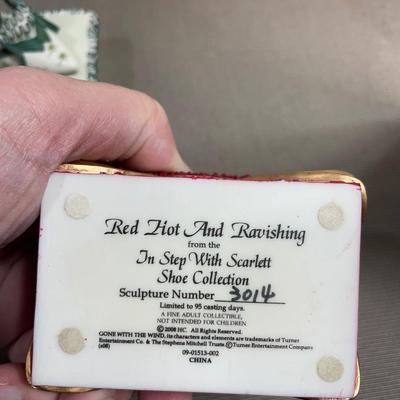 Red Hot And Ravishing
from the
In Step With Scarlett
Shoe Collection
Sculpture Number 3014
Limited to 95 casting days.
A FINE ADULT COLLECTIBLE,
NOT INTENDED FOR CHILDREN
© 2008 HC. All Rights Reserved.
GONE WITH THE WIND, its characters and elements are trademarks of Turner
Entertainment Co. & The Stephens Mitchell Trusts. © Turner Entertainment Company
(s08)
09-01513-002
CHINA